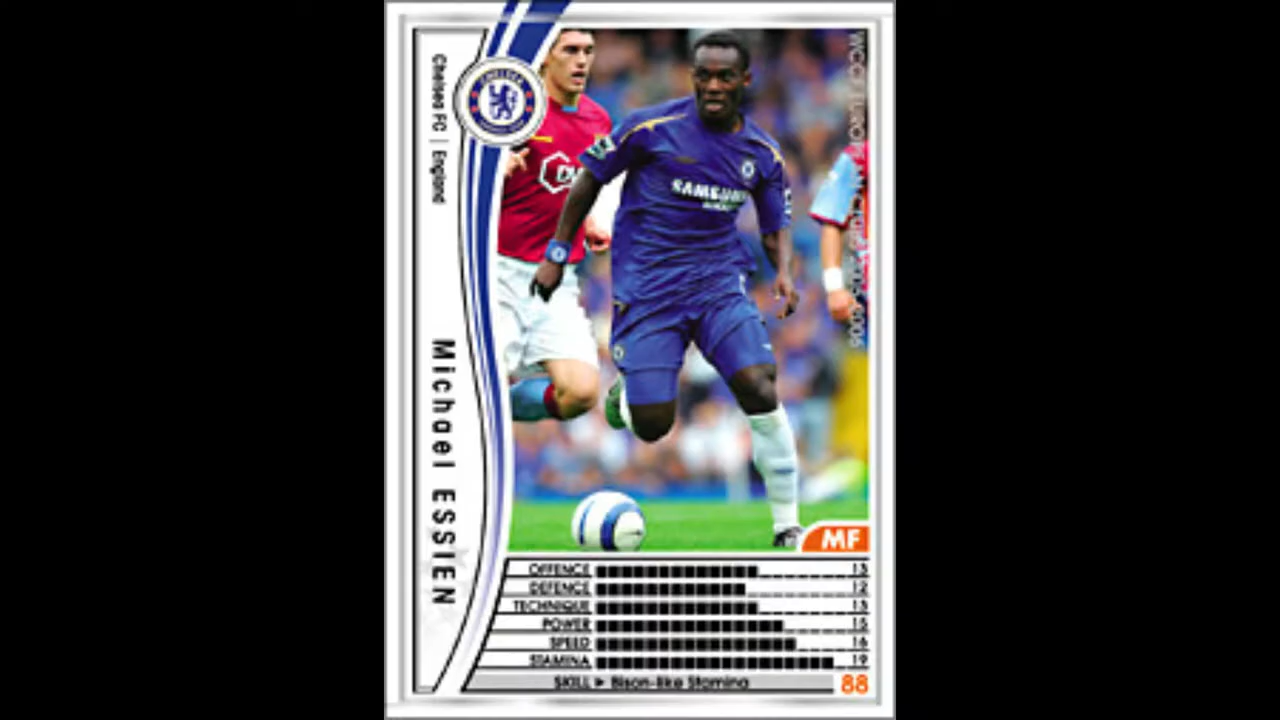 Chelsea FC | England
Michael ESSIEN
CHELSEA
SAMSUNG
MF
OFFENCE 13
DEFENCE 12
TECHNIQUE 13
POWER 15
SPEED 16
STAMINA 19
SKILL ► Bison-like Stamina 88